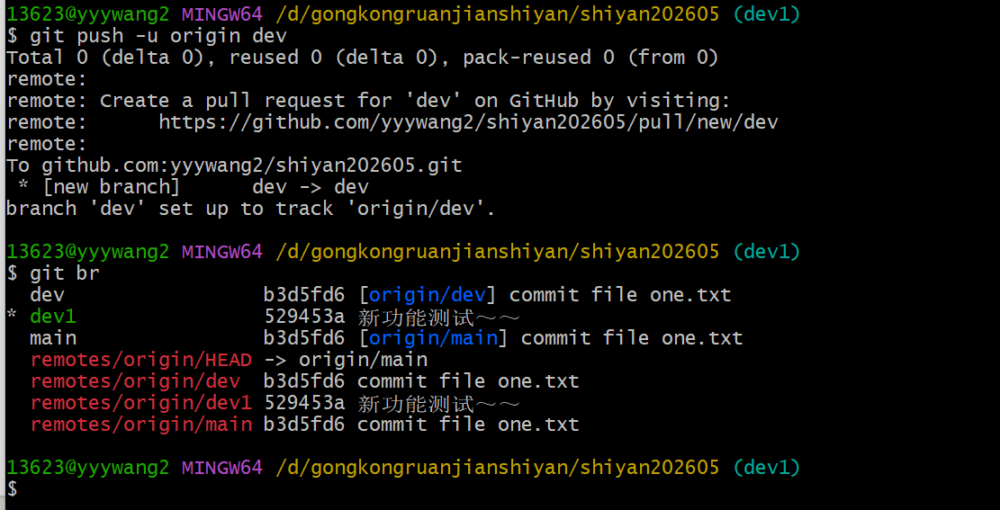 13623@yyywang2 MINGW64 /d/gongkongruanjianshiyan/shiyan202605 (dev1)
$ git push -u origin dev
Total 0 (delta 0), reused 0 (delta 0), pack-reused 0 (from 0)
remote:
remote: Create a pull request for 'dev' on GitHub by visiting:
remote:      https://github.com/yyywang2/shiyan202605/pull/new/dev
remote:
To github.com:yyywang2/shiyan202605.git
 * [new branch]      dev -> dev
branch 'dev' set up to track 'origin/dev'.
13623@yyywang2 MINGW64 /d/gongkongruanjianshiyan/shiyan202605 (dev1)
$ git br
  dev                 b3d5fd6 [origin/dev] commit file one.txt
* dev1                529453a 新功能测试～～
  main                b3d5fd6 [origin/main] commit file one.txt
  remotes/origin/HEAD -> origin/main
  remotes/origin/dev  b3d5fd6 commit file one.txt
  remotes/origin/dev1 529453a 新功能测试～～
  remotes/origin/main b3d5fd6 commit file one.txt
13623@yyywang2 MINGW64 /d/gongkongruanjianshiyan/shiyan202605 (dev1)
$